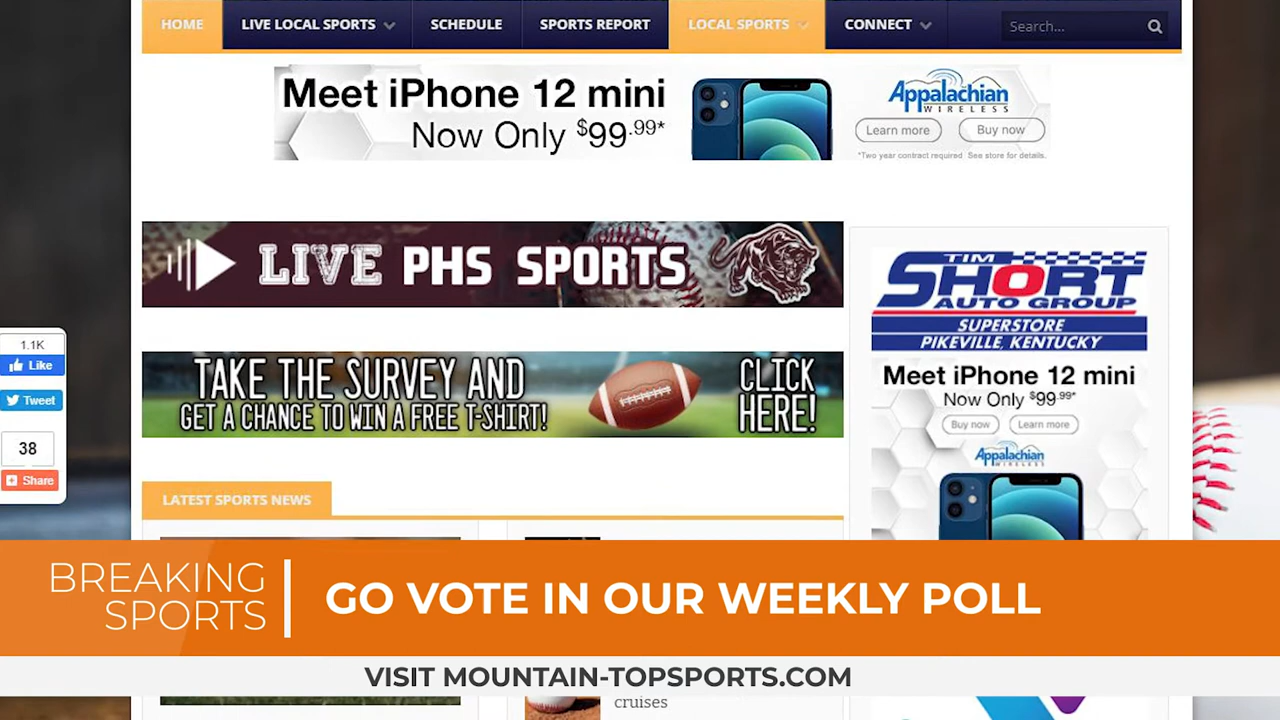 HOME LIVE LOCAL SPORTS SCHEDULE SPORTS REPORT LOCAL SPORTS CONNECT Search...
Meet iPhone 12 mini
Now Only $99.99*
Appalachian
WIRELESS
Learn more Buy now
*Two year contract required See store for details.
LIVE PHS SPORTS
TAKE THE SURVEY AND
GET A CHANCE TO WIN A FREE T-SHIRT!
CLICK
HERE!
TIM
SHORT
AUTO GROUP
SUPERSTORE
PIKEVILLE, KENTUCKY
Meet iPhone 12 mini
Now Only $99.99*
Buy now Learn more
Appalachian
WIRELESS
1.1K
Like
Tweet
38
Share
LATEST SPORTS NEWS
BREAKING
SPORTS
GO VOTE IN OUR WEEKLY POLL
VISIT MOUNTAIN-TOPSPORTS.COM
cruises